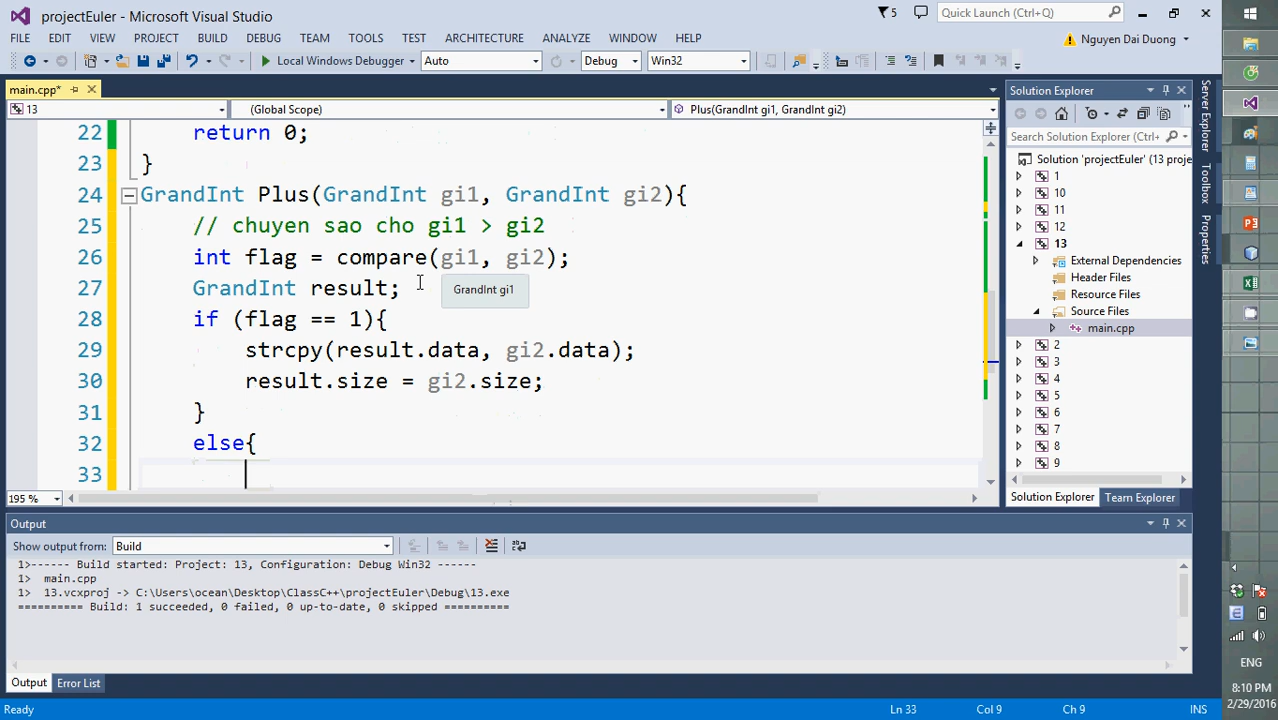 projectEuler - Microsoft Visual Studio
5
Quick Launch (Ctrl+Q)
FILE EDIT VIEW PROJECT BUILD DEBUG TEAM TOOLS TEST ARCHITECTURE ANALYZE WINDOW HELP
Nguyen Dai Duong
Local Windows Debugger Auto Debug Win32
main.cpp*
13 (Global Scope) Plus(GrandInt gi1, GrandInt gi2)
22 return 0;
23 }
24 GrandInt Plus(GrandInt gi1, GrandInt gi2){
25 // chuyen sao cho gi1 > gi2
26 int flag = compare(gi1, gi2);
27 GrandInt result;
GrandInt gi1
28 if (flag == 1){
29 strcpy(result.data, gi2.data);
30 result.size = gi2.size;
31 }
32 else{
33
195 %
Solution Explorer
Search Solution Explorer (Ctrl+
Solution 'projectEuler' (13 proje
1
10
11
12
13
External Dependencies
Header Files
Resource Files
Source Files
main.cpp
2
3
4
5
6
7
8
9
Solution Explorer Team Explorer
Server Explorer
Toolbox
Properties
Output
Show output from: Build
1>------ Build started: Project: 13, Configuration: Debug Win32 ------
1> main.cpp
1> 13.vcxproj -> C:\Users\ocean\Desktop\ClassC++\projectEuler\Debug\13.exe
========== Build: 1 succeeded, 0 failed, 0 up-to-date, 0 skipped ==========
Output Error List
Ready Ln 33 Col 9 Ch 9 INS
ENG
8:10 PM
2/29/2016